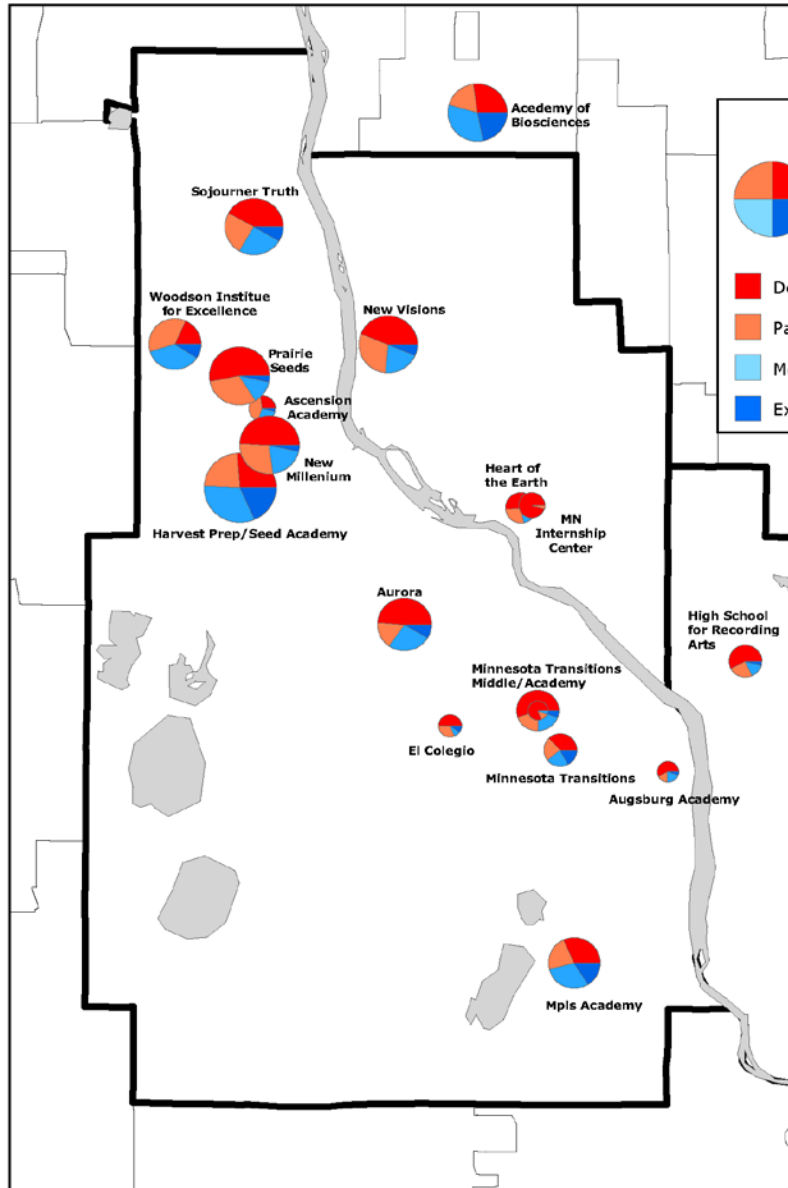 Acedemy of
Biosciences
Sojourner Truth
Woodson Institue
for Excellence
New Visions
Prairie
Seeds
Ascension
Academy
New
Millenium
Harvest Prep/Seed Academy
Heart of
the Earth
MN
Internship
Center
Aurora
High School
for Recording
Arts
Minnesota Transitions
Middle/Academy
El Colegio
Minnesota Transitions
Augsburg Academy
Mpls Academy
D
Pa
M
Ex